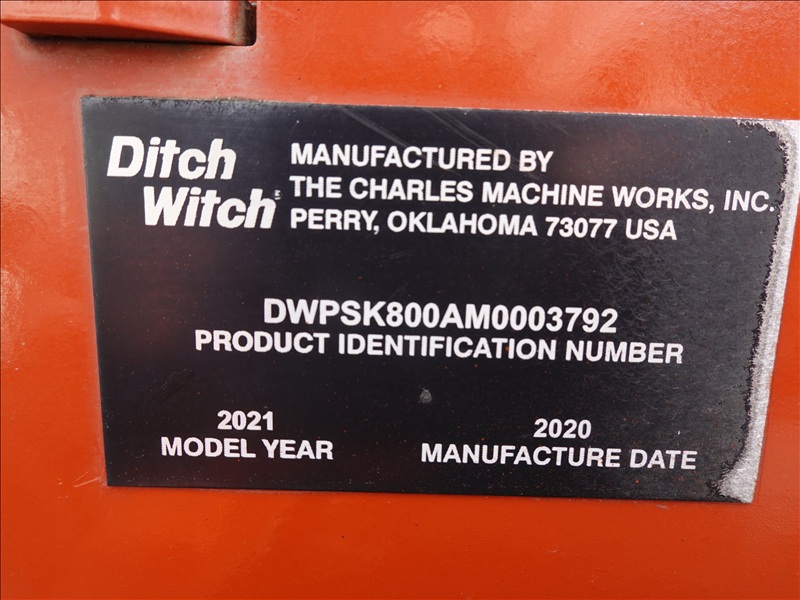 Ditch
Witch
MANUFACTURED BY
THE CHARLES MACHINE WORKS, INC.
PERRY, OKLAHOMA 73077 USA
DWPSK800AM0003792
PRODUCT IDENTIFICATION NUMBER
2021
MODEL YEAR
2020
MANUFACTURE DATE